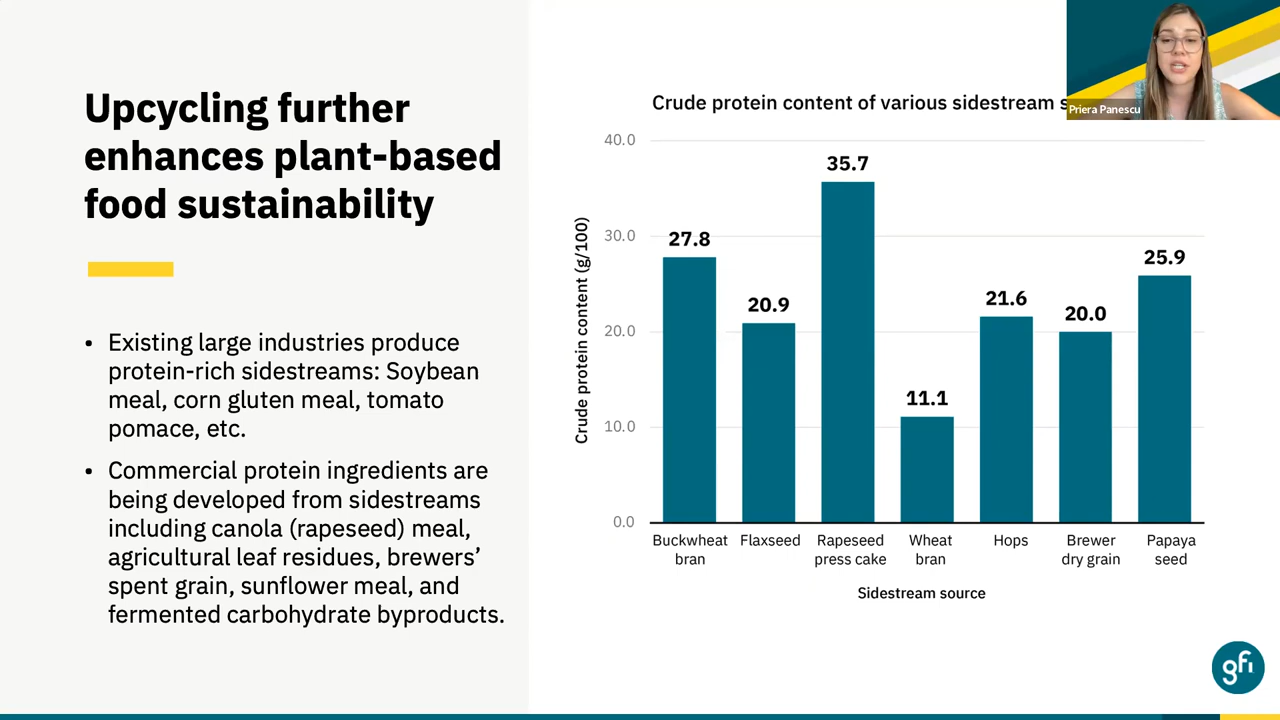 Upcycling further
enhances plant-based
food sustainability
• Existing large industries produce
protein-rich sidestreams: Soybean
meal, corn gluten meal, tomato
pomace, etc.
• Commercial protein ingredients are
being developed from sidestreams
including canola (rapeseed) meal,
agricultural leaf residues, brewers’
spent grain, sunflower meal, and
fermented carbohydrate byproducts.
Crude protein content of various sidestream
Priera Panescu
Crude protein content (g/100)
40.0
30.0
20.0
10.0
0.0
27.8
20.9
35.7
11.1
21.6
20.0
25.9
Buckwheat
bran
Flaxseed
Rapeseed
press cake
Wheat
bran
Hops
Brewer
dry grain
Papaya
seed
Sidestream source
gfi